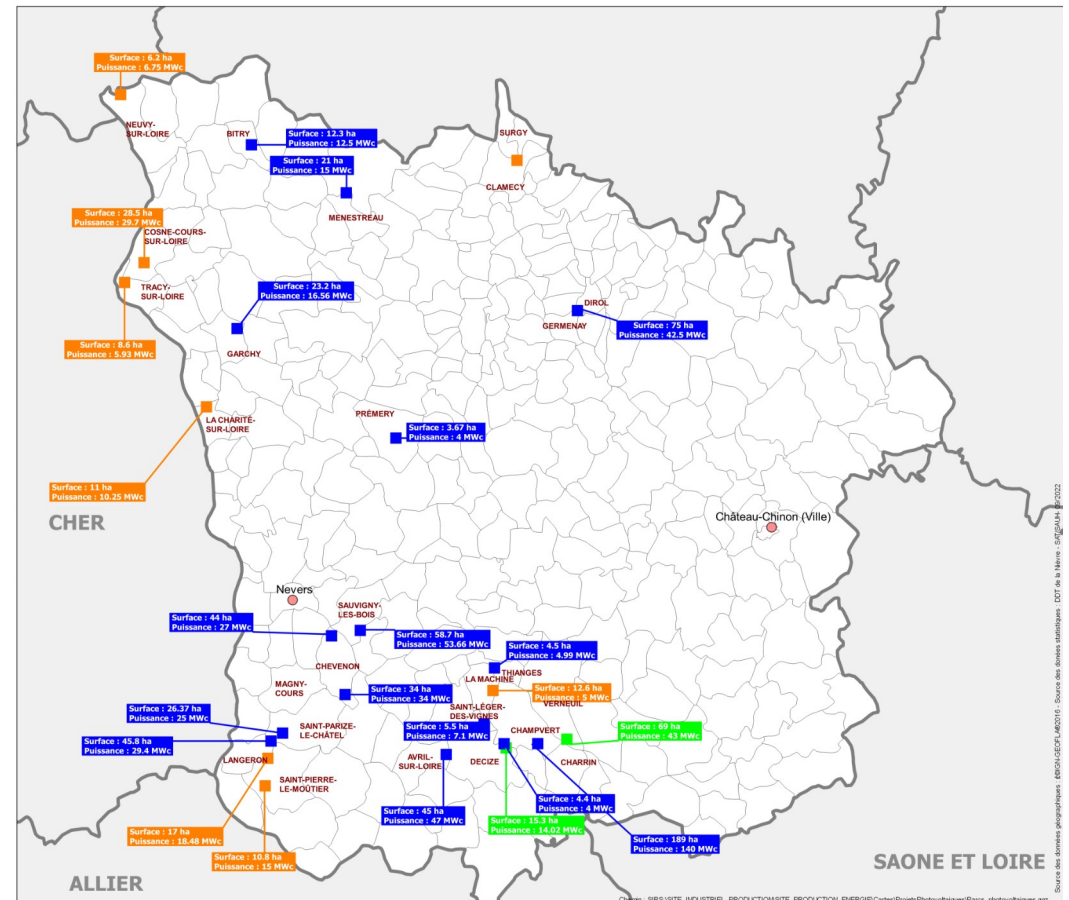 Surface : 6.2 ha
Puissance : 6.75 MWc
NEUVY-
SUR-LOIRE
BITRY
Surface : 12.3 ha
Puissance : 12.5 MWc
Surface : 21 ha
Puissance : 15 MWc
MENESTREAU
SURGY
CLAMECY
Surface : 28.5 ha
Puissance : 29.7 MWc
COSNE-COURS-
SUR-LOIRE
TRACY-
SUR-LOIRE
Surface : 23.2 ha
Puissance : 16.56 MWc
DIROL
GERMENAY
Surface : 75 ha
Puissance : 42.5 MWc
Surface : 8.6 ha
Puissance : 5.93 MWc
GARCHY
LA CHARITÉ-
SUR-LOIRE
PRÉMERY
Surface : 3.67 ha
Puissance : 4 MWc
Surface : 11 ha
Puissance : 10.25 MWc
CHER
Château-Chinon (Ville)
Nevers
SAUVIGNY-
LES-BOIS
Surface : 44 ha
Puissance : 27 MWc
Surface : 58.7 ha
Puissance : 53.66 MWc
Surface : 4.5 ha
Puissance : 4.99 MWc
CHEVENON
THIANGES
LA MACHINE
MAGNY-
COURS
Surface : 34 ha
Puissance : 34 MWc
Surface : 12.6 ha
Puissance : 5 MWc
VERNEUIL
SAINT-LÉGER-
DES-VIGNES
Surface : 26.37 ha
Puissance : 25 MWc
SAINT-PARIZE-
LE-CHÂTEL
Surface : 5.5 ha
Puissance : 7.1 MWc
CHAMPVERT
Surface : 69 ha
Puissance : 43 MWc
Surface : 45.8 ha
Puissance : 29.4 MWc
LANGERON
AVRIL-
SUR-LOIRE
DECIZE
CHARRIN
SAINT-PIERRE-
LE-MOÛTIER
Surface : 45 ha
Puissance : 47 MWc
Surface : 4.4 ha
Puissance : 4 MWc
Surface : 15.3 ha
Puissance : 14.02 MWc
Surface : 17 ha
Puissance : 18.48 MWc
Surface : 189 ha
Puissance : 140 MWc
Surface : 10.8 ha
Puissance : 15 MWc
ALLIER
SAONE ET LOIRE
Source des données géographiques : - Source des donées statistiques : DDT de la Nièvre -